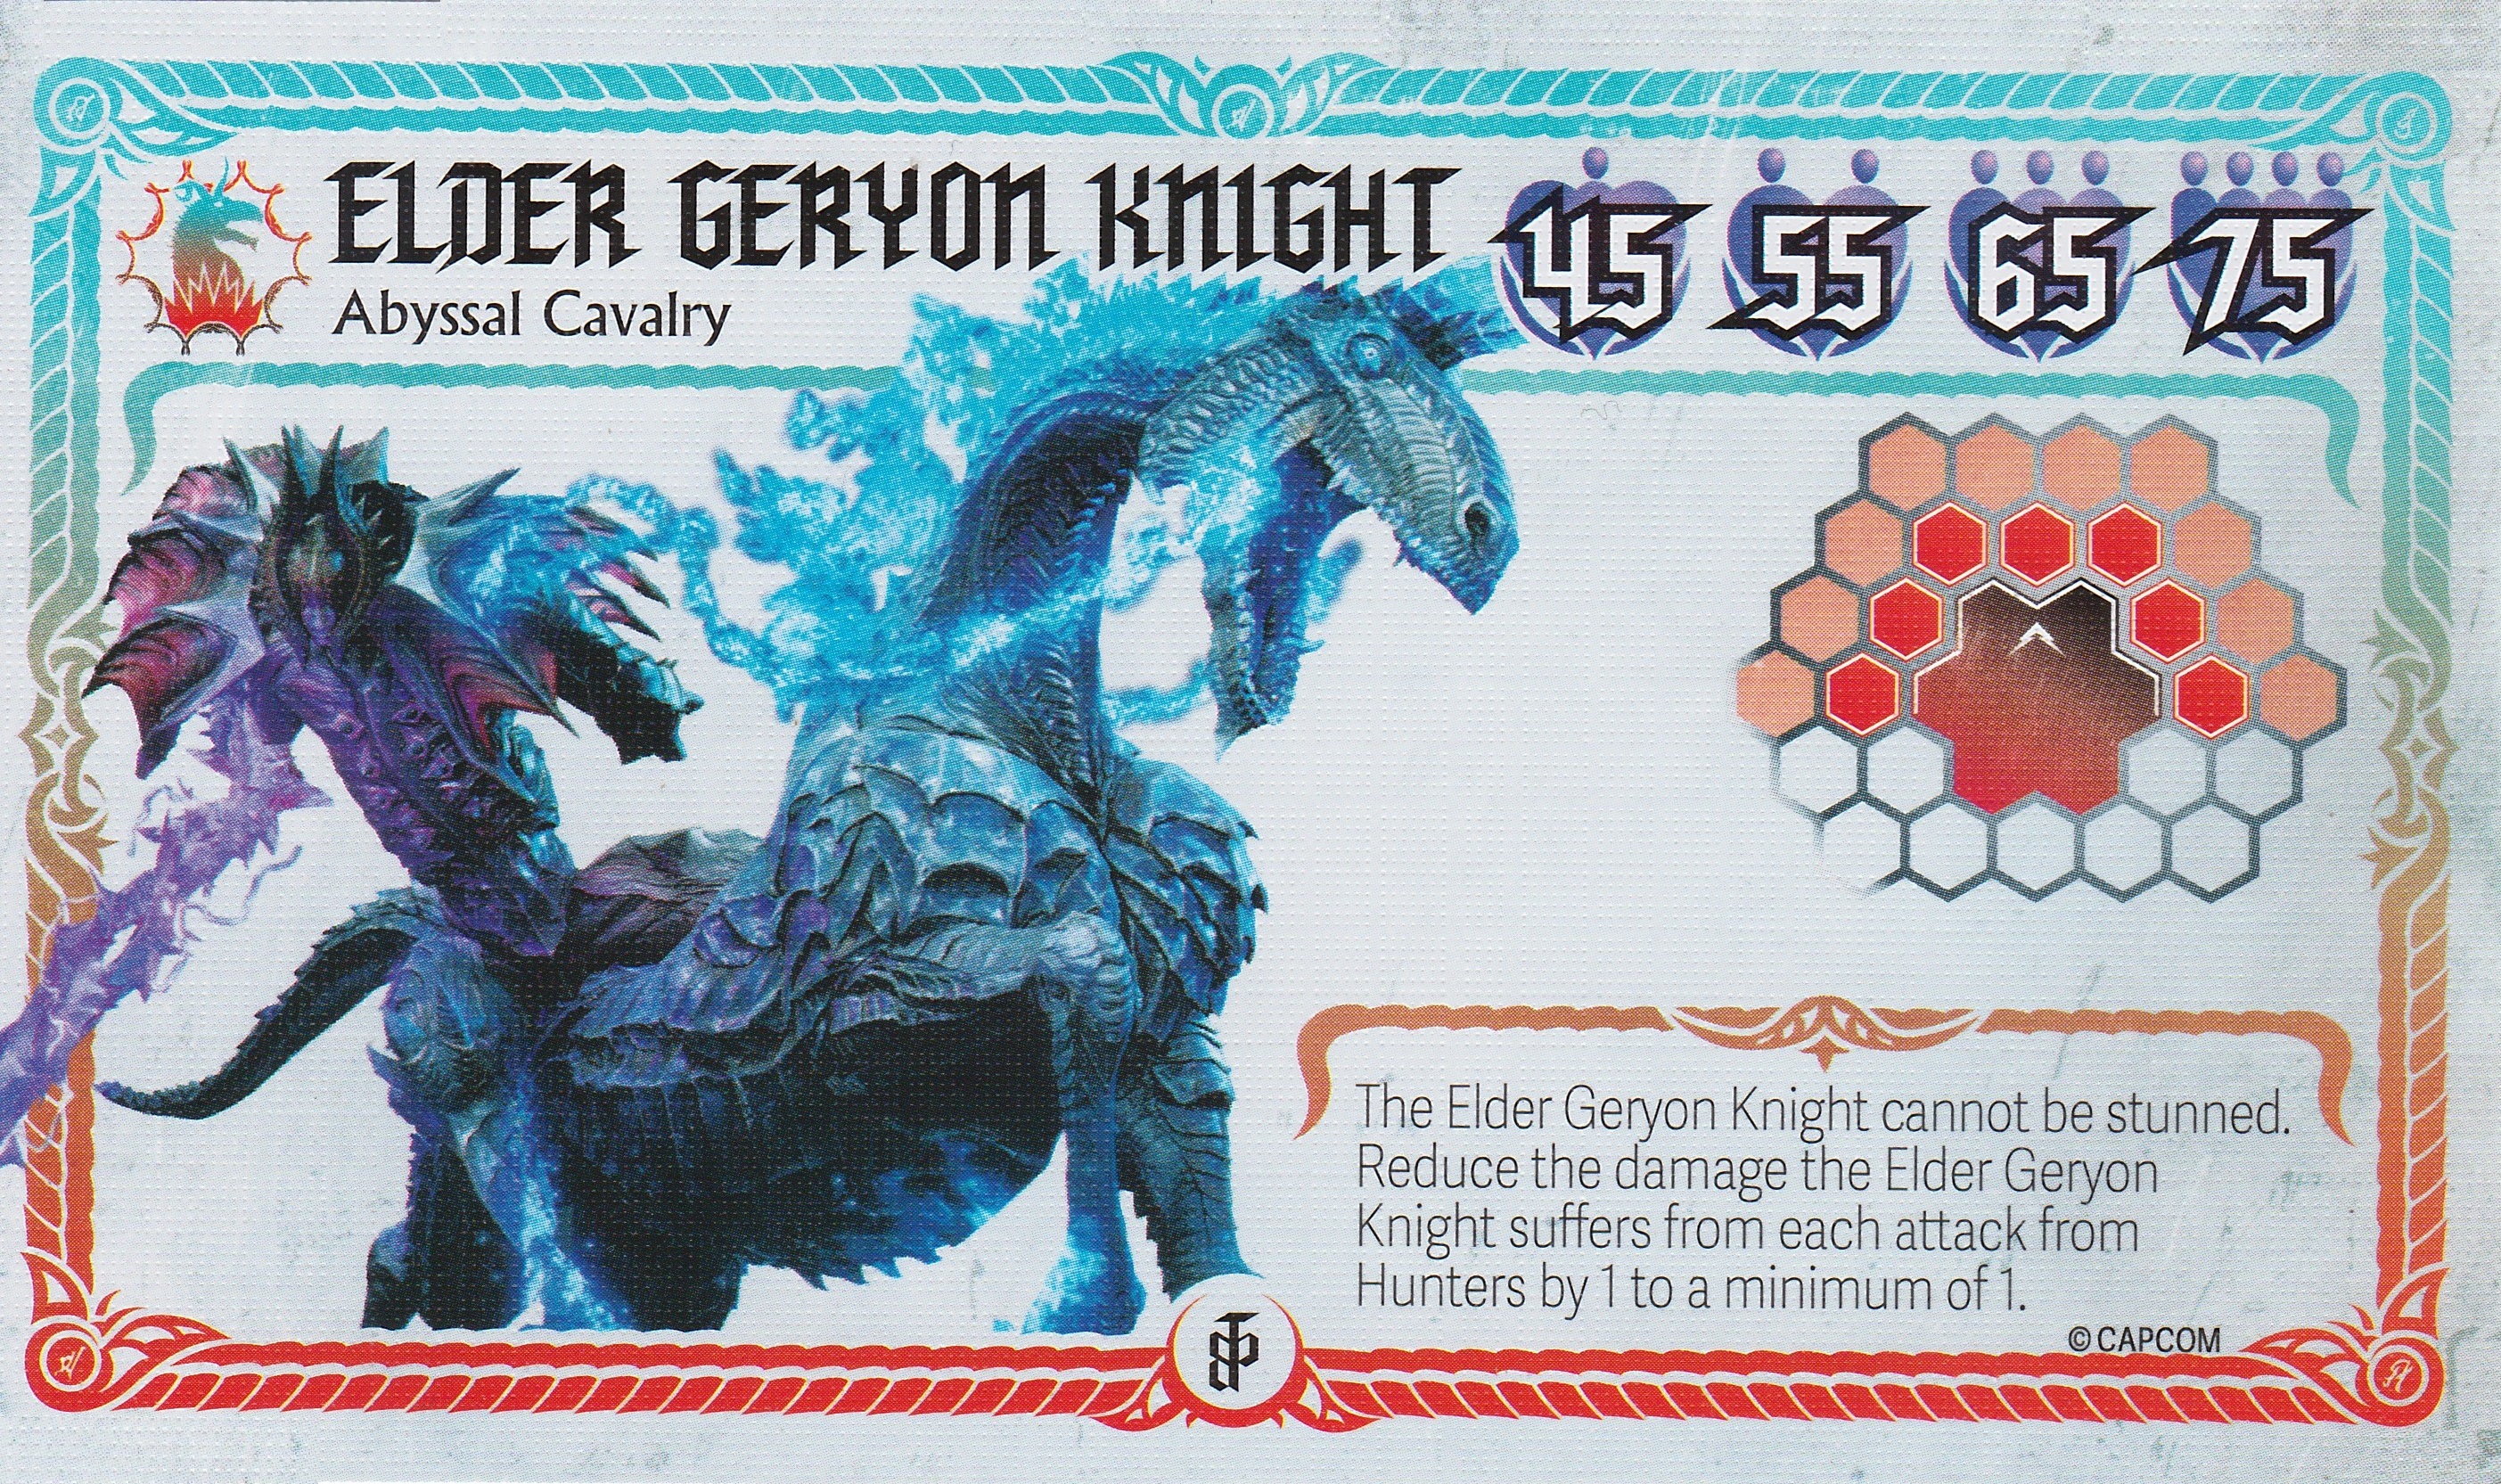 ELDER GERYON KNIGHT
45 55 65 75
Abyssal Cavalry
The Elder Geryon Knight cannot be stunned.
Reduce the damage the Elder Geryon
Knight suffers from each attack from
Hunters by 1 to a minimum of 1.
© CAPCOM